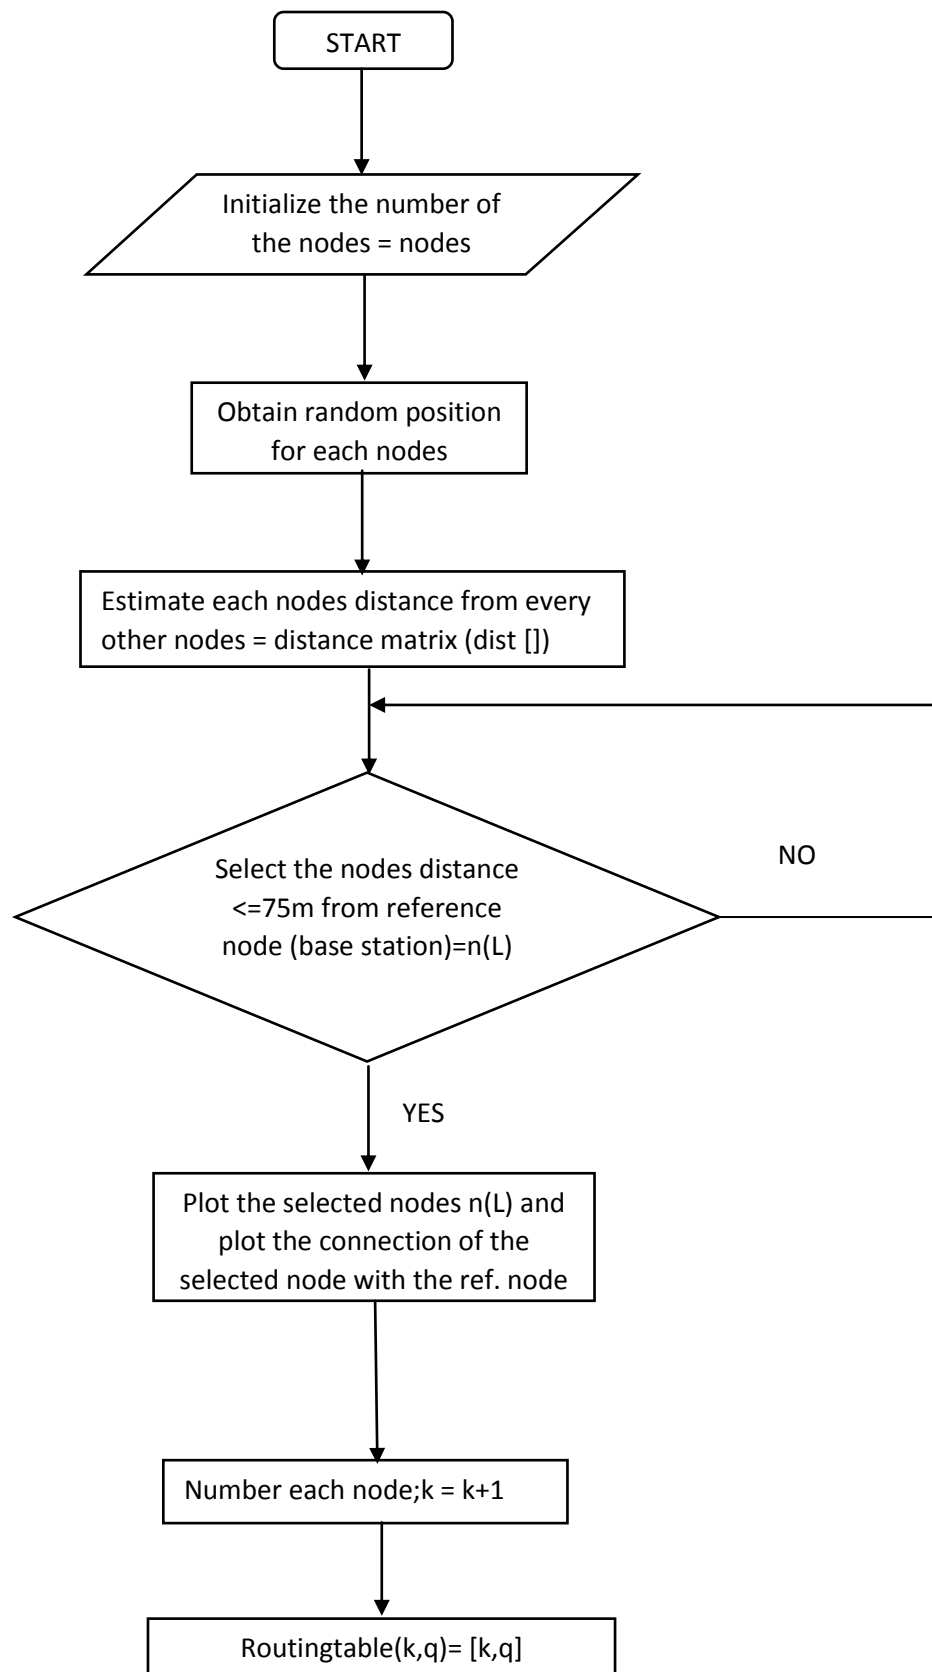 START
Initialize the number of
the nodes = nodes
Obtain random position
for each nodes
Estimate each nodes distance from every
other nodes = distance matrix (dist [])
Select the nodes distance
<=75m from reference
node (base station)=n(L)
NO
YES
Plot the selected nodes n(L) and
plot the connection of the
selected node with the ref. node
Number each node;k = k+1
Routingtable(k,q)= [k,q]